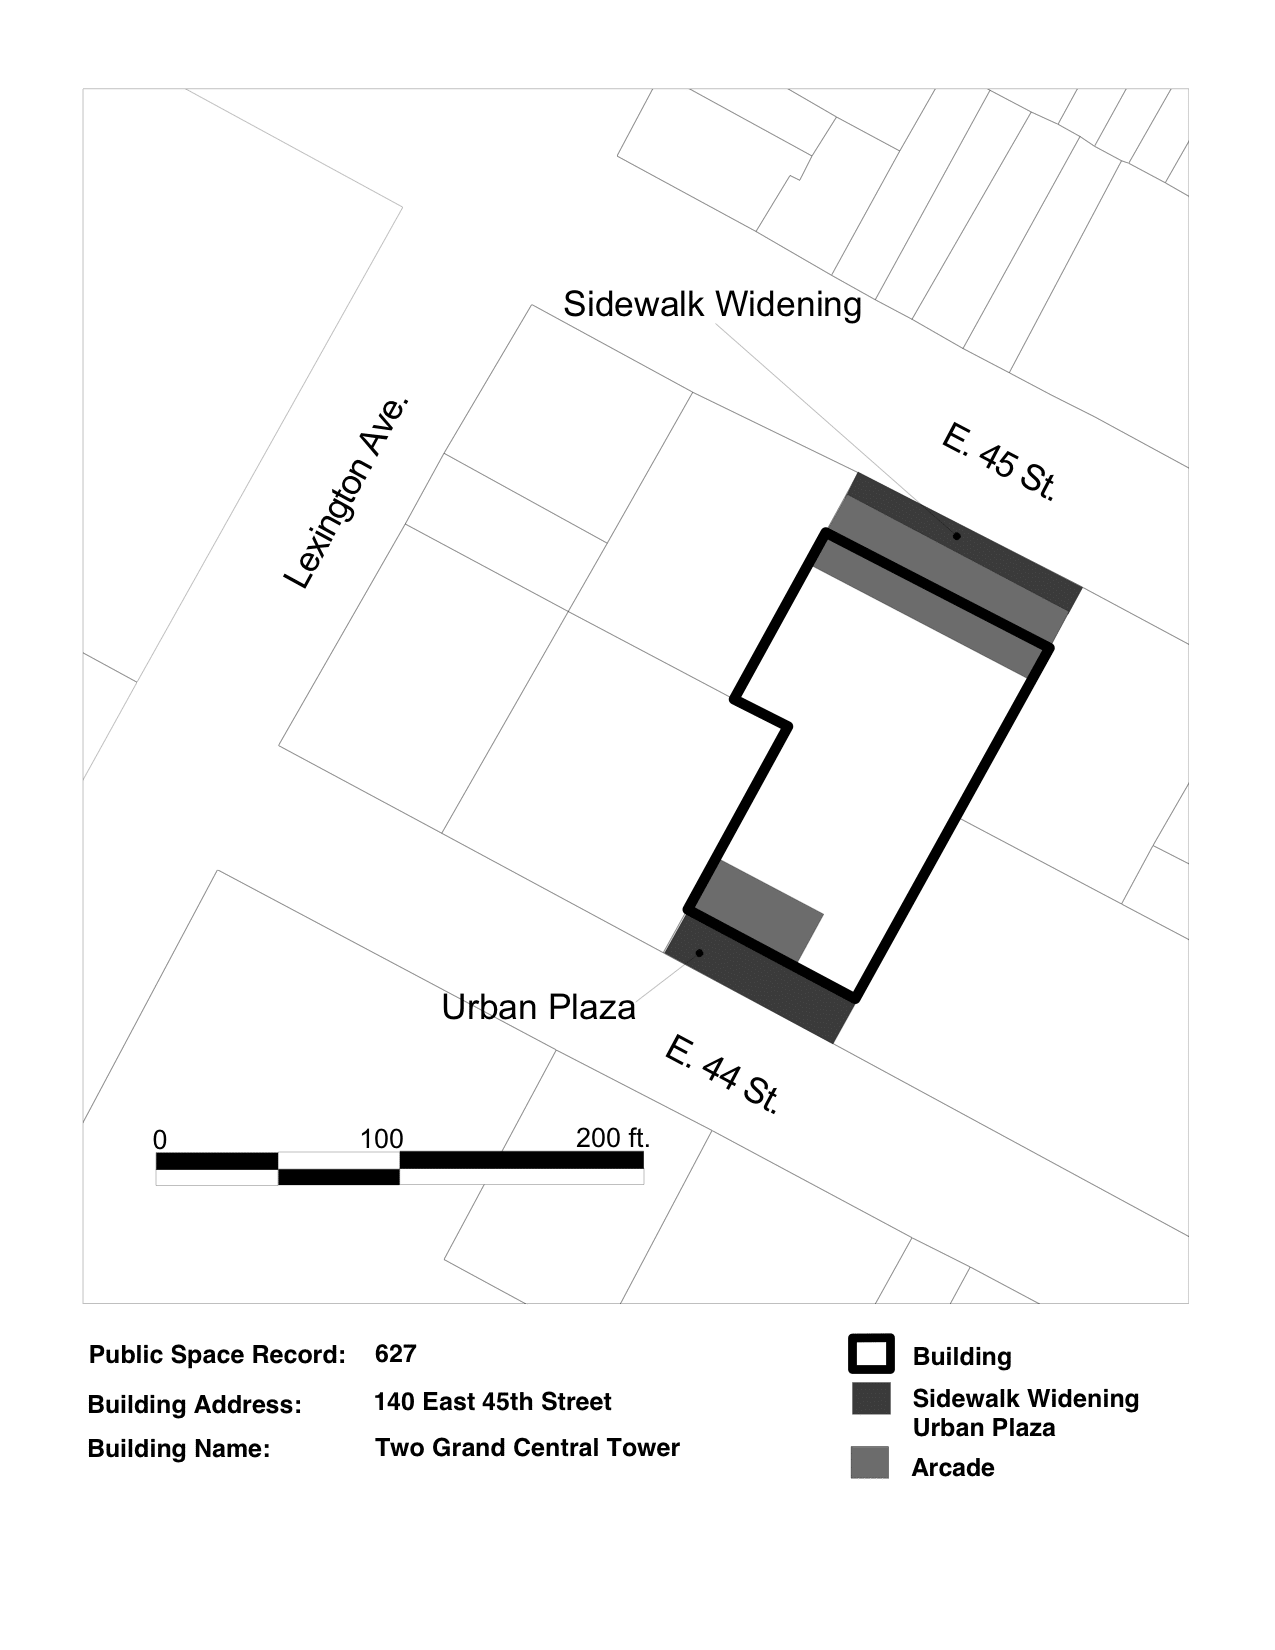 Sidewalk Widening
E. 45 St.
Lexington Ave.
Urban Plaza
E. 44 St.
0 100 200 ft.
Public Space Record: 627
Building Address: 140 East 45th Street
Building Name: Two Grand Central Tower
Building
Sidewalk Widening
Urban Plaza
Arcade